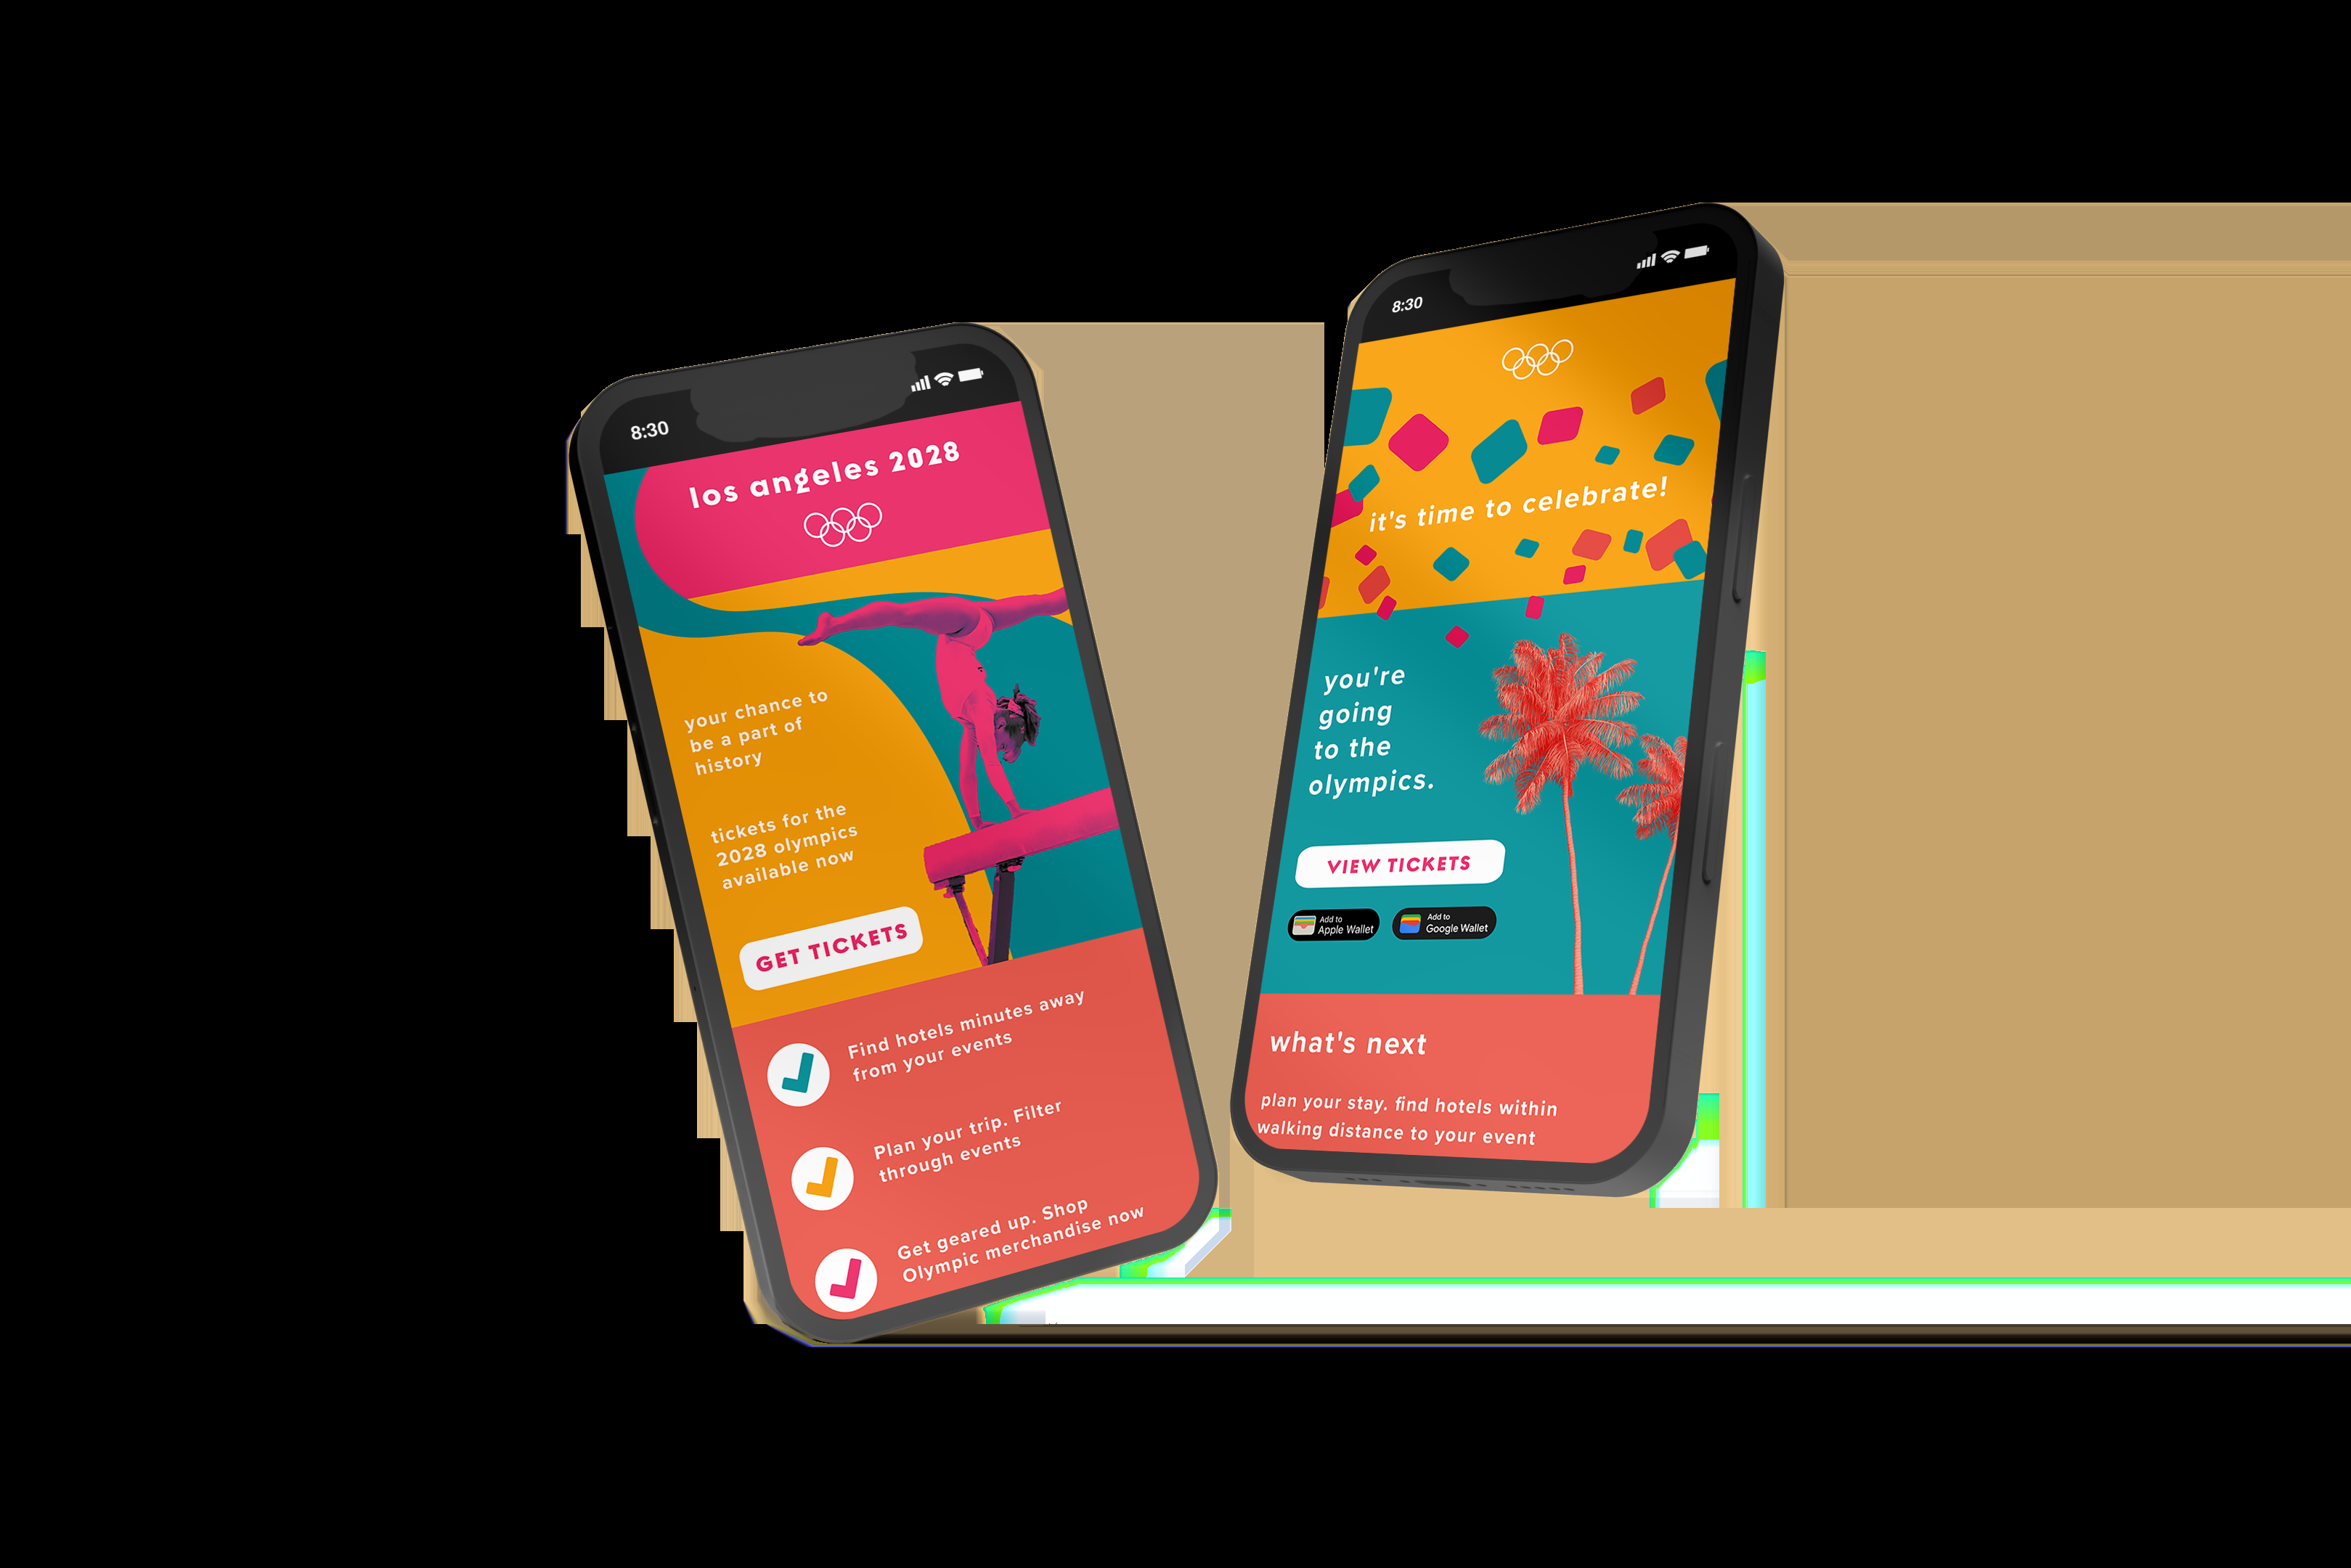 8:30
los angeles 2028
your chance to
be a part of
history
tickets for the
2028 olympics
available now
GET TICKETS
Find hotels minutes away
from your events
Plan your trip. Filter
through events
Get geared up. Shop
Olympic merchandise now
8:30
it's time to celebrate!
you're
going
to the
olympics.
VIEW TICKETS
Add to
Apple Wallet
Add to
Google Wallet
what's next
plan your stay. find hotels within
walking distance to your event